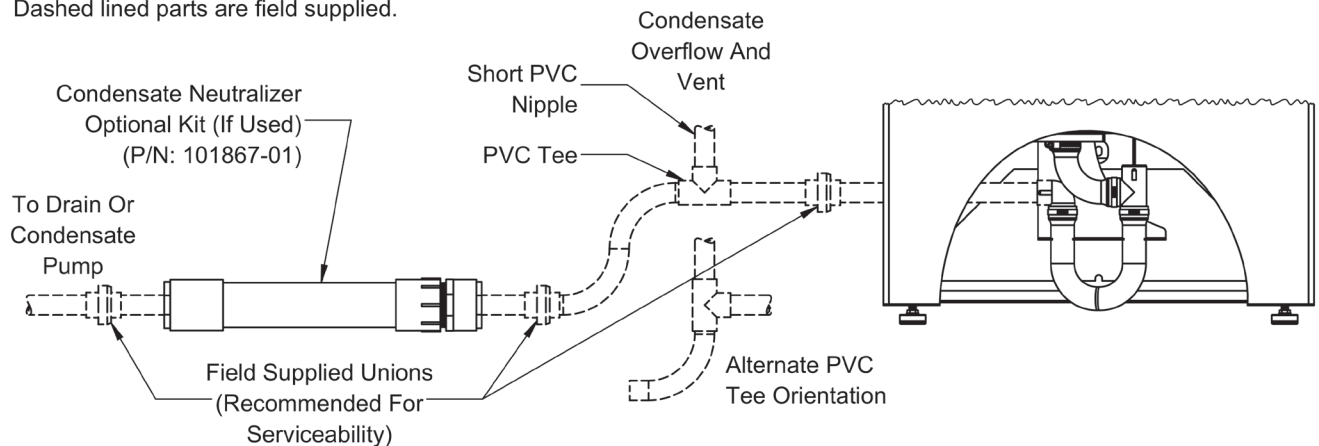 Dashed lined parts are field supplied.
Condensate
Overflow And
Vent
Short PVC
Nipple
Condensate Neutralizer
Optional Kit (If Used)
(P/N: 101867-01)
PVC Tee
To Drain Or
Condensate
Pump
Field Supplied Unions
(Recommended For
Serviceability)
Alternate PVC
Tee Orientation